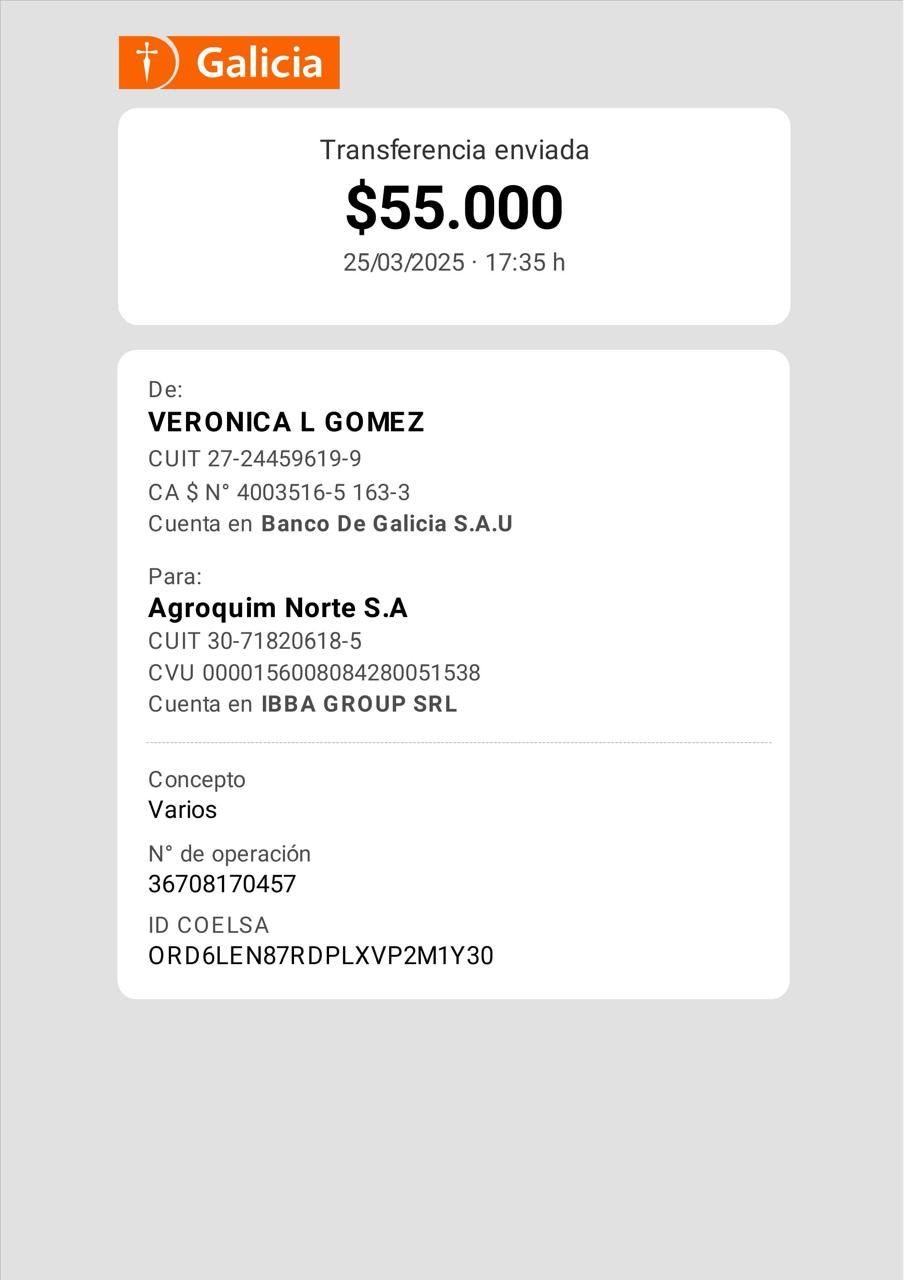 Galicia
Transferencia enviada
$55.000
25/03/2025 · 17:35 h
De:
VERONICA L GOMEZ
CUIT 27-24459619-9
CA $ N° 4003516-5 163-3
Cuenta en Banco De Galicia S.A.U
Para:
Agroquim Norte S.A
CUIT 30-71820618-5
CVU 0000156008084280051538
Cuenta en IBBA GROUP SRL
Concepto
Varios
N° de operación
36708170457
ID COELSA
ORD6LEN87RDPLXVP2M1Y30